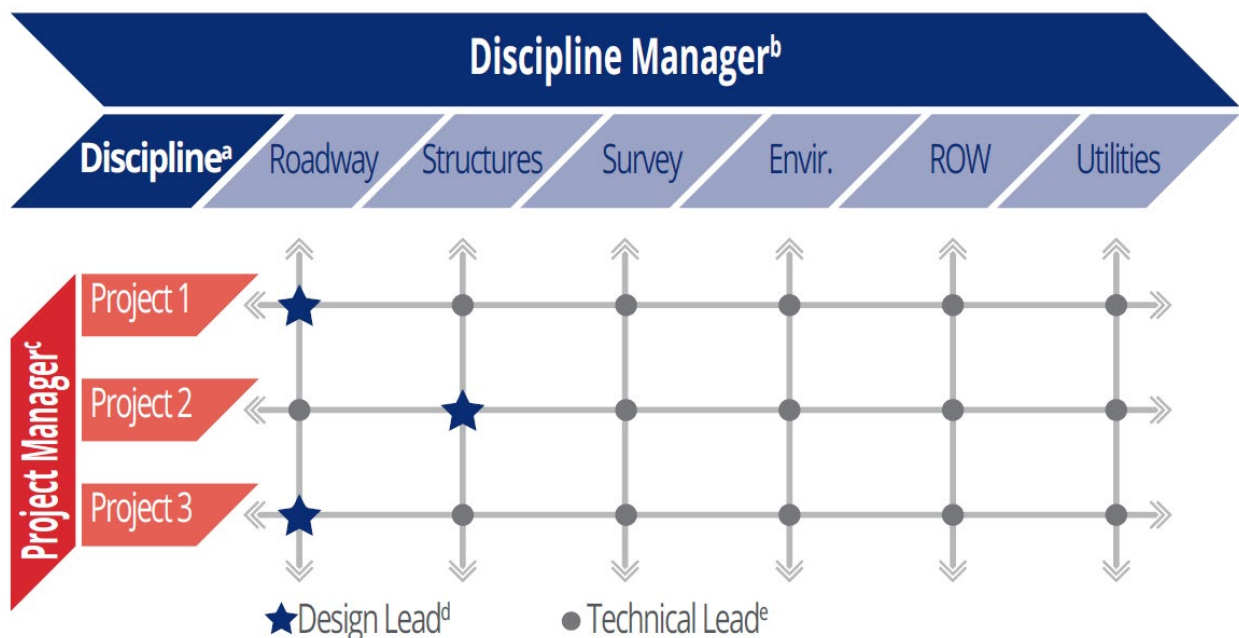 Discipline Managerᵇ
Disciplineᵃ Roadway Structures Survey Envir. ROW Utilities
Project Managerᶜ
Project 1
Project 2
Project 3
Design Leadᵈ Technical Leadᵉ